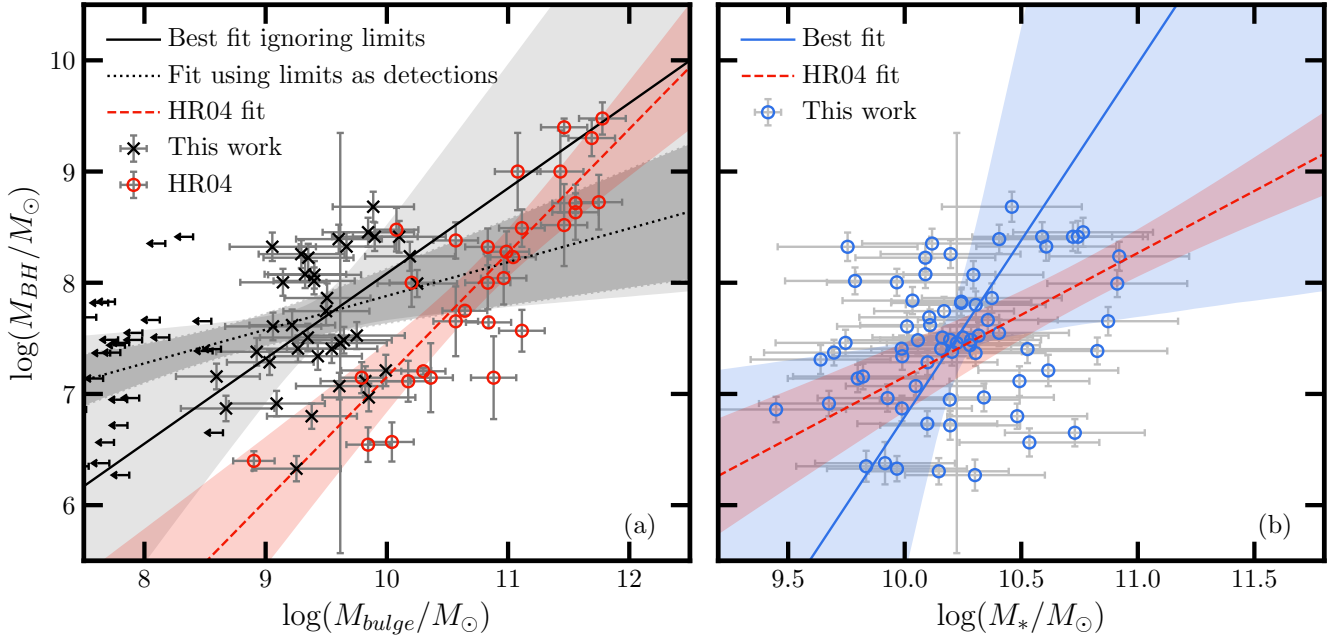 10
9
8
7
6
log(M_BH/M_⊙)
Best fit ignoring limits
Fit using limits as detections
HR04 fit
This work
HR04
(a)
8 9 10 11 12
log(M_bulge/M_⊙)
Best fit
HR04 fit
This work
(b)
9.5 10.0 10.5 11.0 11.5
log(M_*/M_⊙)